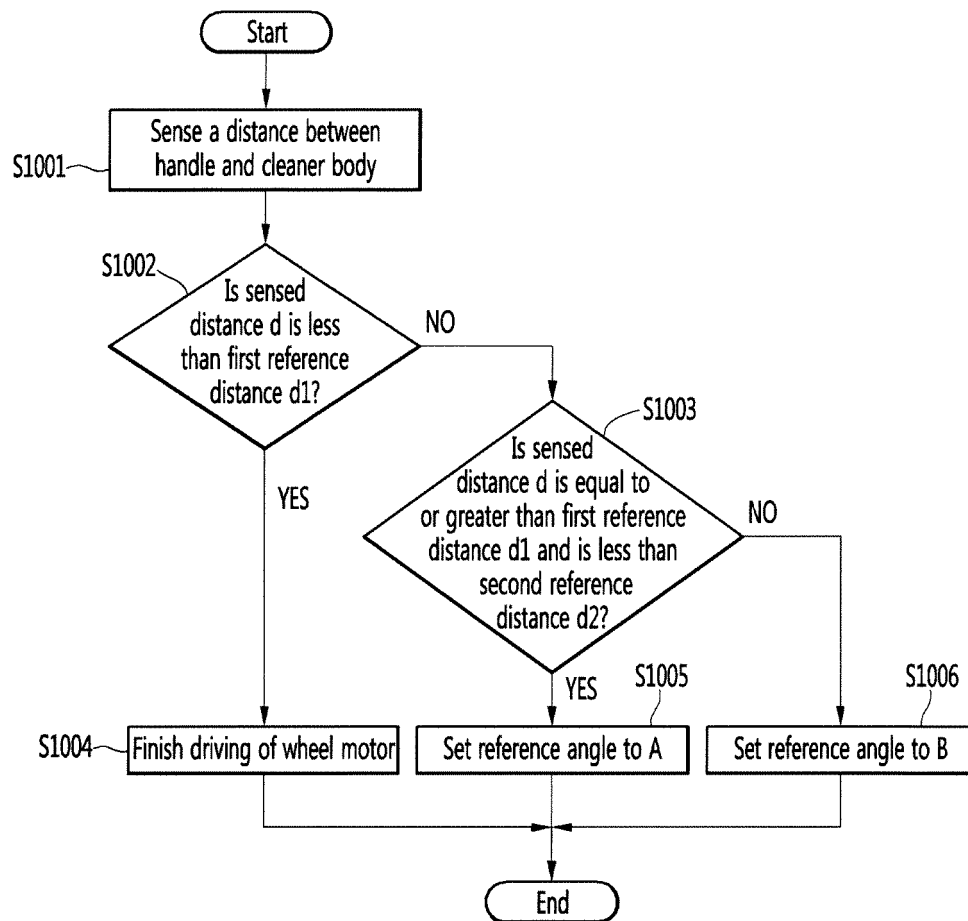 Start
Sense a distance between
handle and cleaner body
S1001
S1002
Is sensed
distance d is less
than first reference
distance d1?
NO
YES
S1003
Is sensed
distance d is equal to
or greater than first reference
distance d1 and is less than
second reference
distance d2?
NO
YES
S1004
Finish driving of wheel motor
S1005
Set reference angle to A
S1006
Set reference angle to B
End